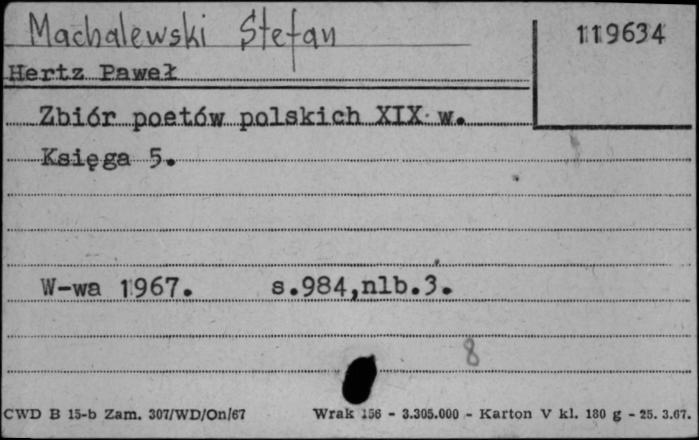 Machalewski Stefan
119634
Hertz Paweł
Zbiór poetów polskich XIX w.
Księga 5.
W-wa 1967. s.984,nlb.3.
8
CWD B 15-b Zam. 307/WD/On/67 Wrak 156 - 3.305.000 - Karton V kl. 180 g - 25. 3.67.